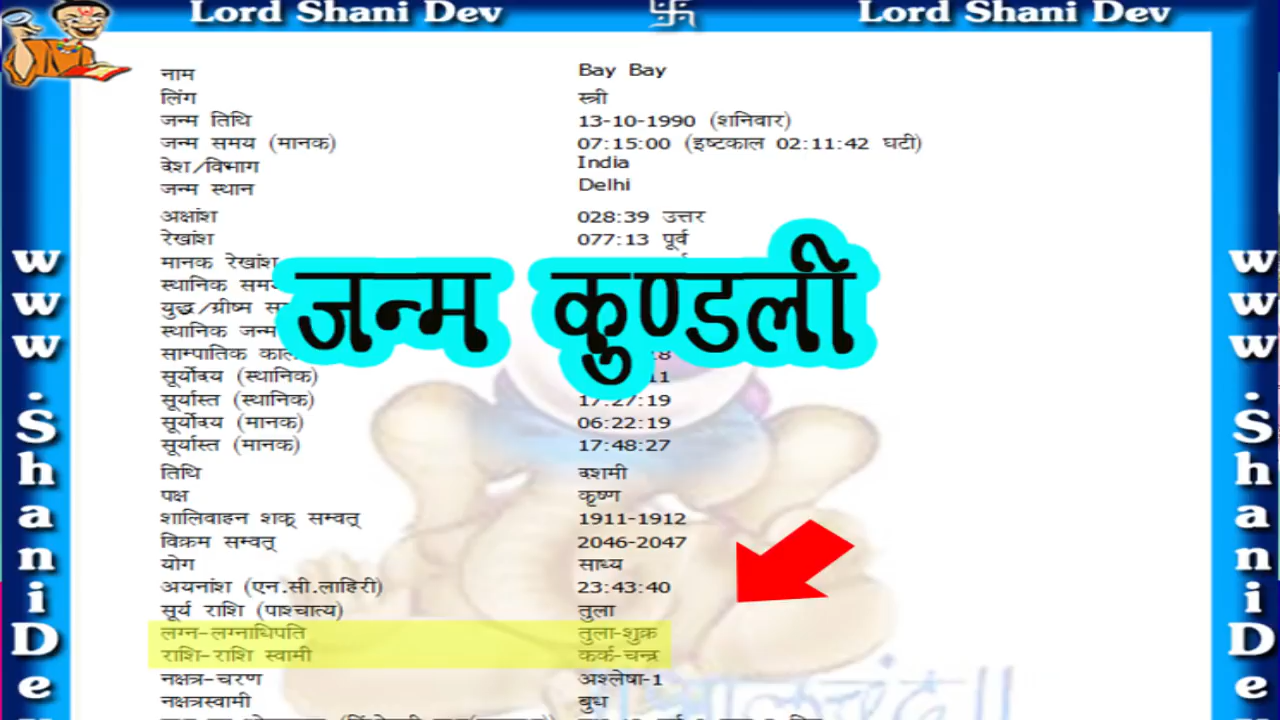 Lord Shani Dev 卐 Lord Shani Dev
नाम Bay Bay
लिंग स्त्री
जन्म तिथि 13-10-1990 (शनिवार)
जन्म समय (मानक) 07:15:00 (इष्टकाल 02:11:42 घटी)
देश/विभाग India
जन्म स्थान Delhi
अक्षांश 028:39 उत्तर
रेखांश 077:13 पूर्व
मानक रेखांश
स्थानिक
युद्ध/ग्रीष्म
स्थानिक जन्म
जन्म कुण्डली
साम्पातिक
सूर्योदय (स्थानिक)
सूर्यास्त (स्थानिक) 17:27:19
सूर्योदय (मानक) 06:22:19
सूर्यास्त (मानक) 17:48:27
तिथि दशमी
पक्ष कृष्ण
शालिवाहन शक् सम्वत् 1911-1912
विक्रम सम्वत् 2046-2047
योग साध्य
अयनांश (एन.सी.लाहिरी) 23:43:40
सूर्य राशि (पाश्चात्य) तुला
लग्न-लग्नाधिपति तुला-शुक्र
राशि-राशि स्वामी कर्क-चन्द्र
नक्षत्र-चरण अश्लेषा-1
नक्षत्रस्वामी बुध
www.ShaniDe
www.ShaniDe